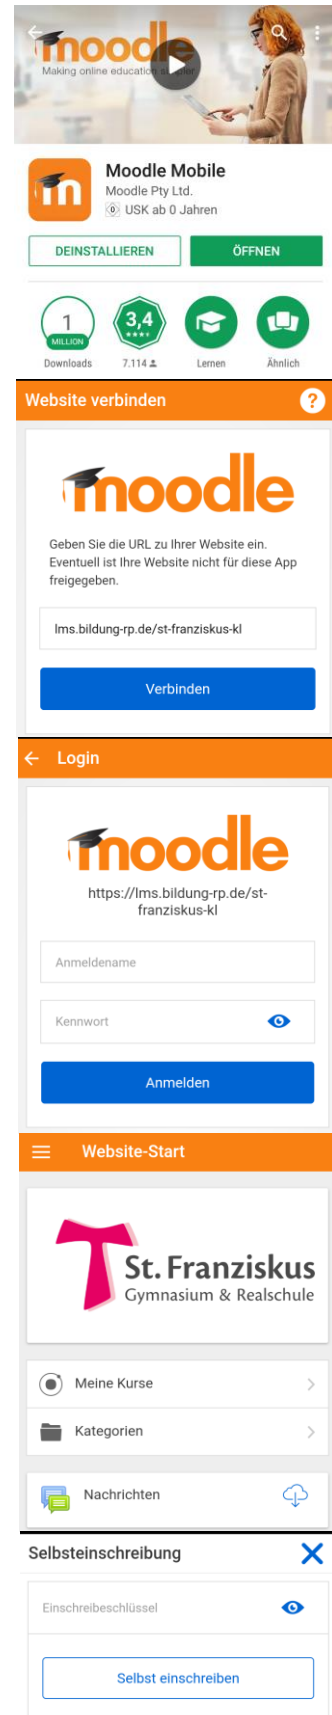 moodle
Making online education simpler
Moodle Mobile
Moodle Pty Ltd.
0 USK ab 0 Jahren
DEINSTALLIEREN
ÖFFNEN
1
MILLION
Downloads
3,4
7.114
Lernen
Ähnlich
Website verbinden
?
moodle
Geben Sie die URL zu Ihrer Website ein.
Eventuell ist Ihre Website nicht für diese App
freigegeben.
lms.bildung-rp.de/st-franziskus-kl
Verbinden
Login
moodle
https://lms.bildung-rp.de/st-
franziskus-kl
Anmeldename
Kennwort
Anmelden
Website-Start
St. Franziskus
Gymnasium & Realschule
Meine Kurse
Kategorien
Nachrichten
Selbsteinschreibung
Einschreibeschlüssel
Selbst einschreiben